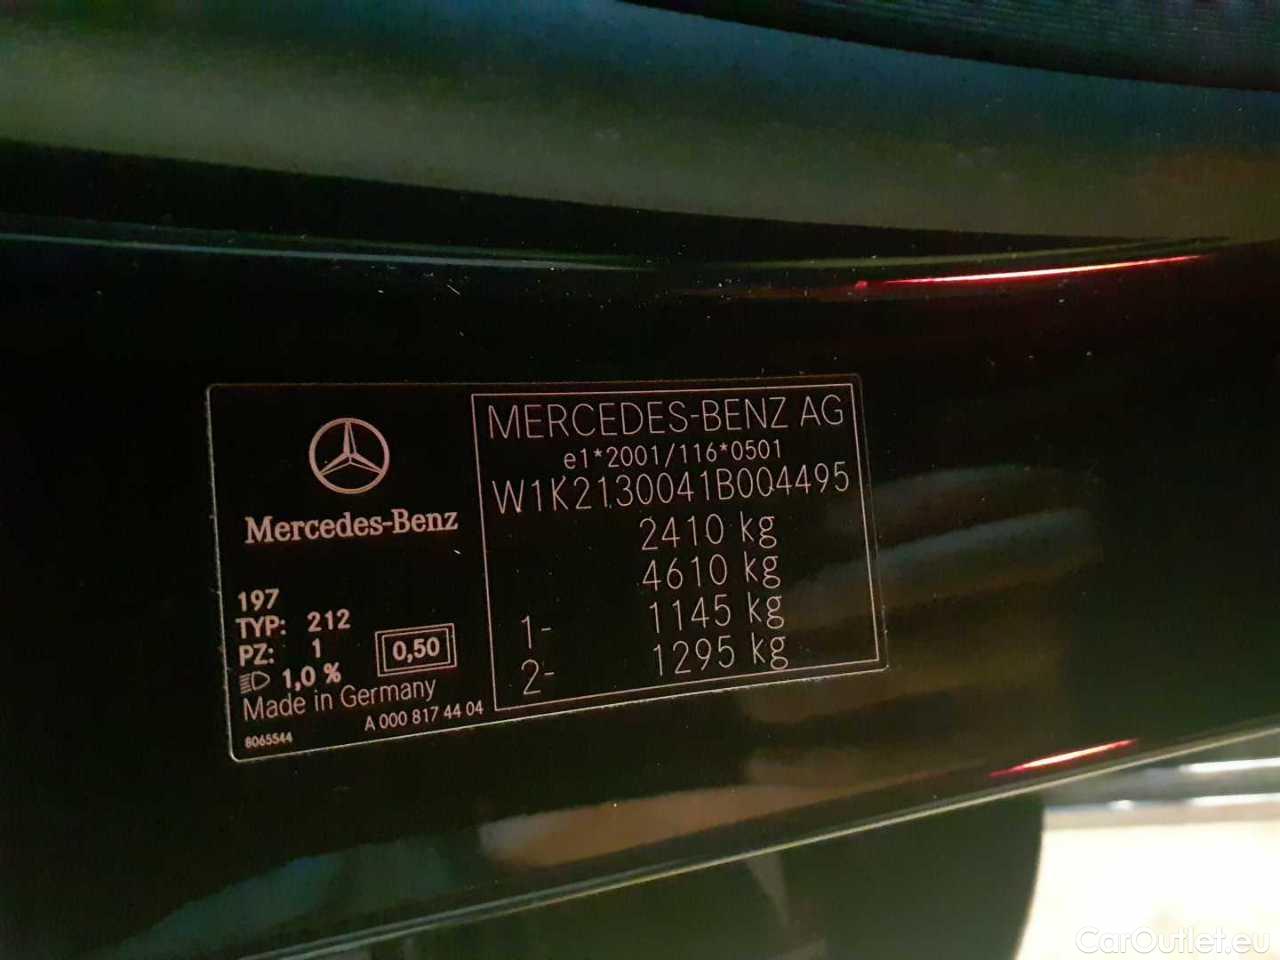 Mercedes-Benz
197
TYP: 212
PZ: 1
1,0 %
0,50
Made in Germany
A 000 817 44 04
8065544
MERCEDES-BENZ AG
e1*2001/116*0501
W1K2130041B004495
2410 kg
4610 kg
1- 1145 kg
2- 1295 kg
CarOutlet.eu